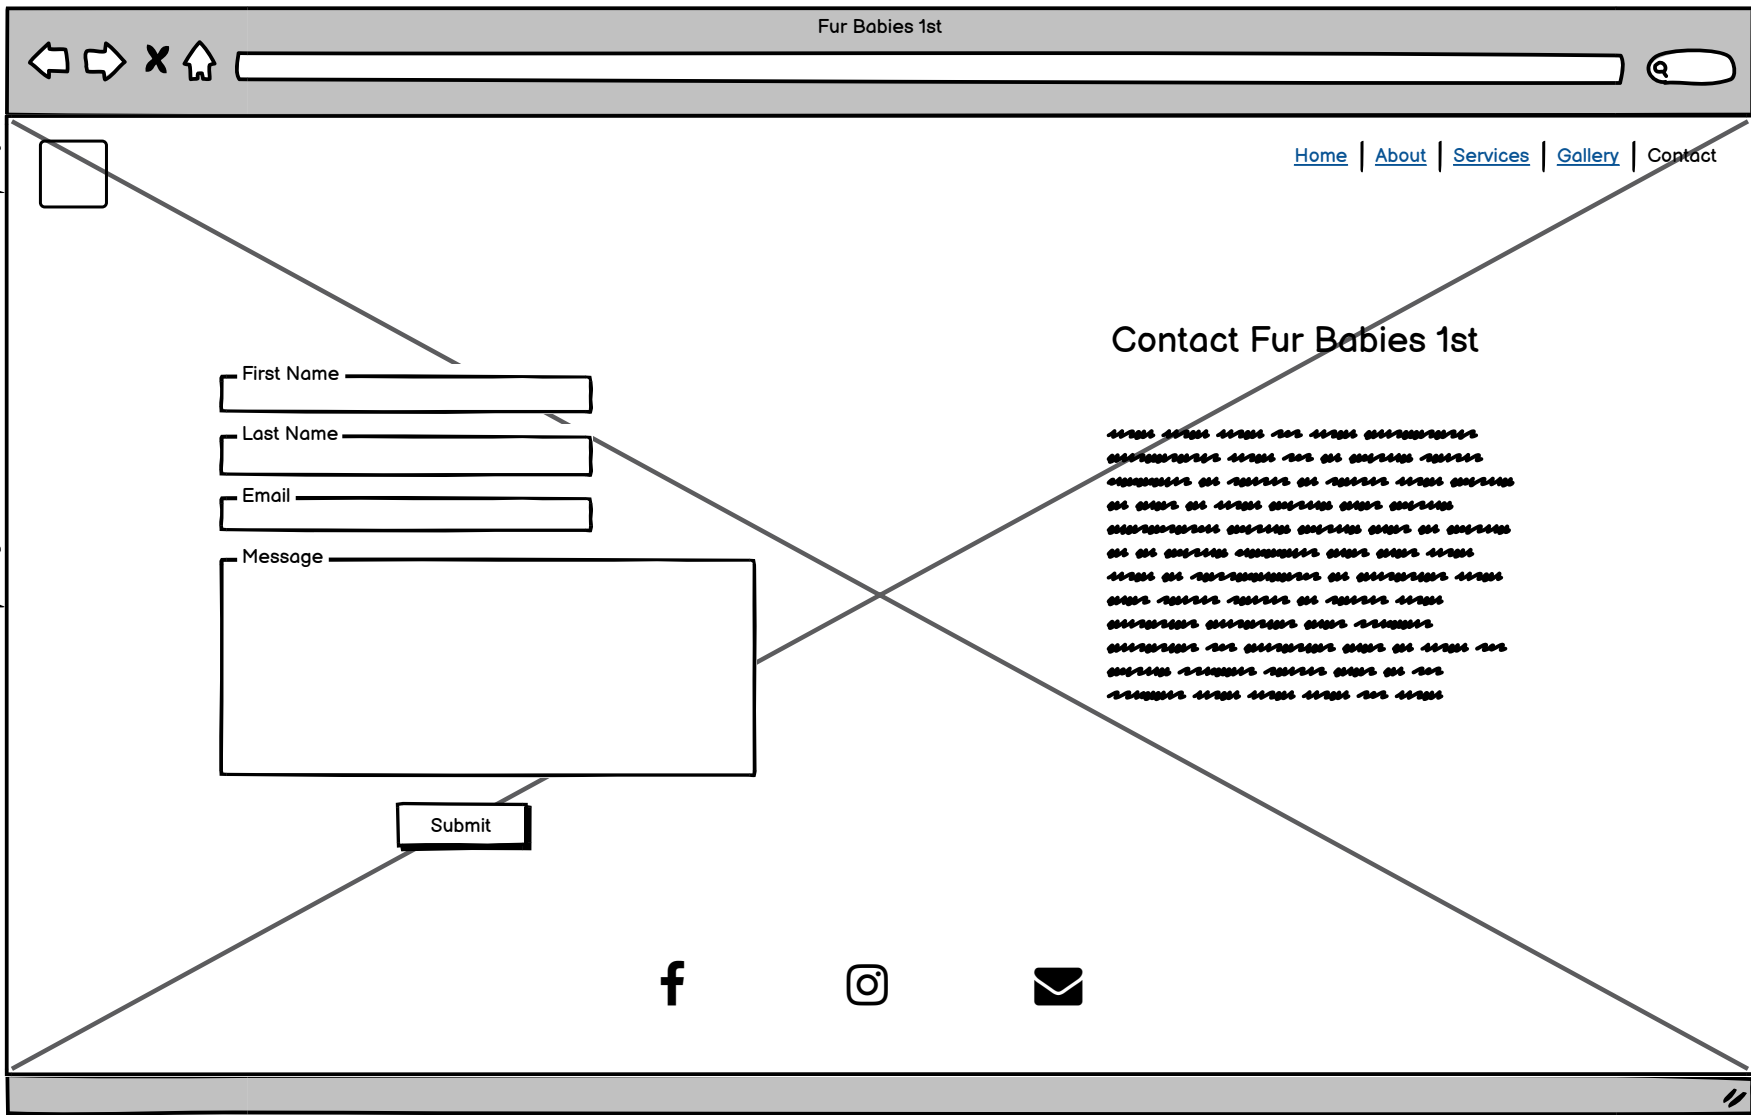 Fur Babies 1st
Home About Services Gallery Contact
Contact Fur Babies 1st
First Name
Last Name
Email
Message
Submit